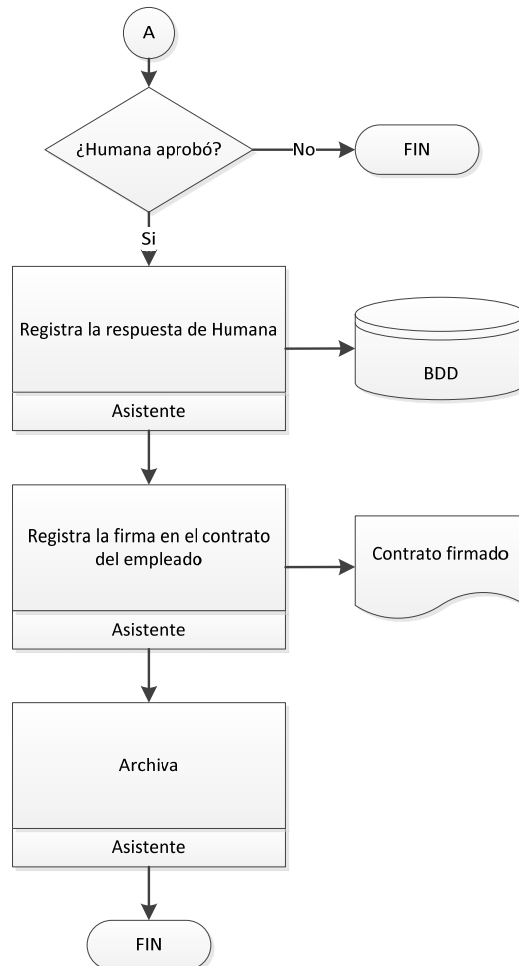 A
¿Humana aprobó?
No
FIN
Si
Registra la respuesta de Humana
BDD
Asistente
Registra la firma en el contrato
del empleado
Contrato firmado
Asistente
Archiva
Asistente
FIN